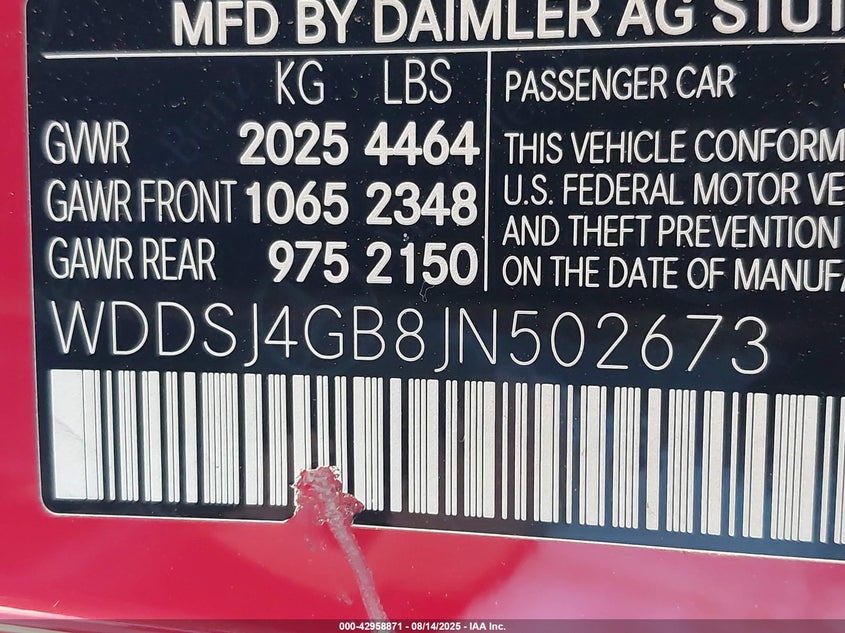 MFD BY DAIMLER AG STUT
KG LBS
GVWR 2025 4464
GAWR FRONT 1065 2348
GAWR REAR 975 2150
PASSENGER CAR
THIS VEHICLE CONFORM
U.S. FEDERAL MOTOR VE
AND THEFT PREVENTION
ON THE DATE OF MANUFA
WDDSJ4GB8JN502673
000-42958871 - 08/14/2025 - IAA Inc.